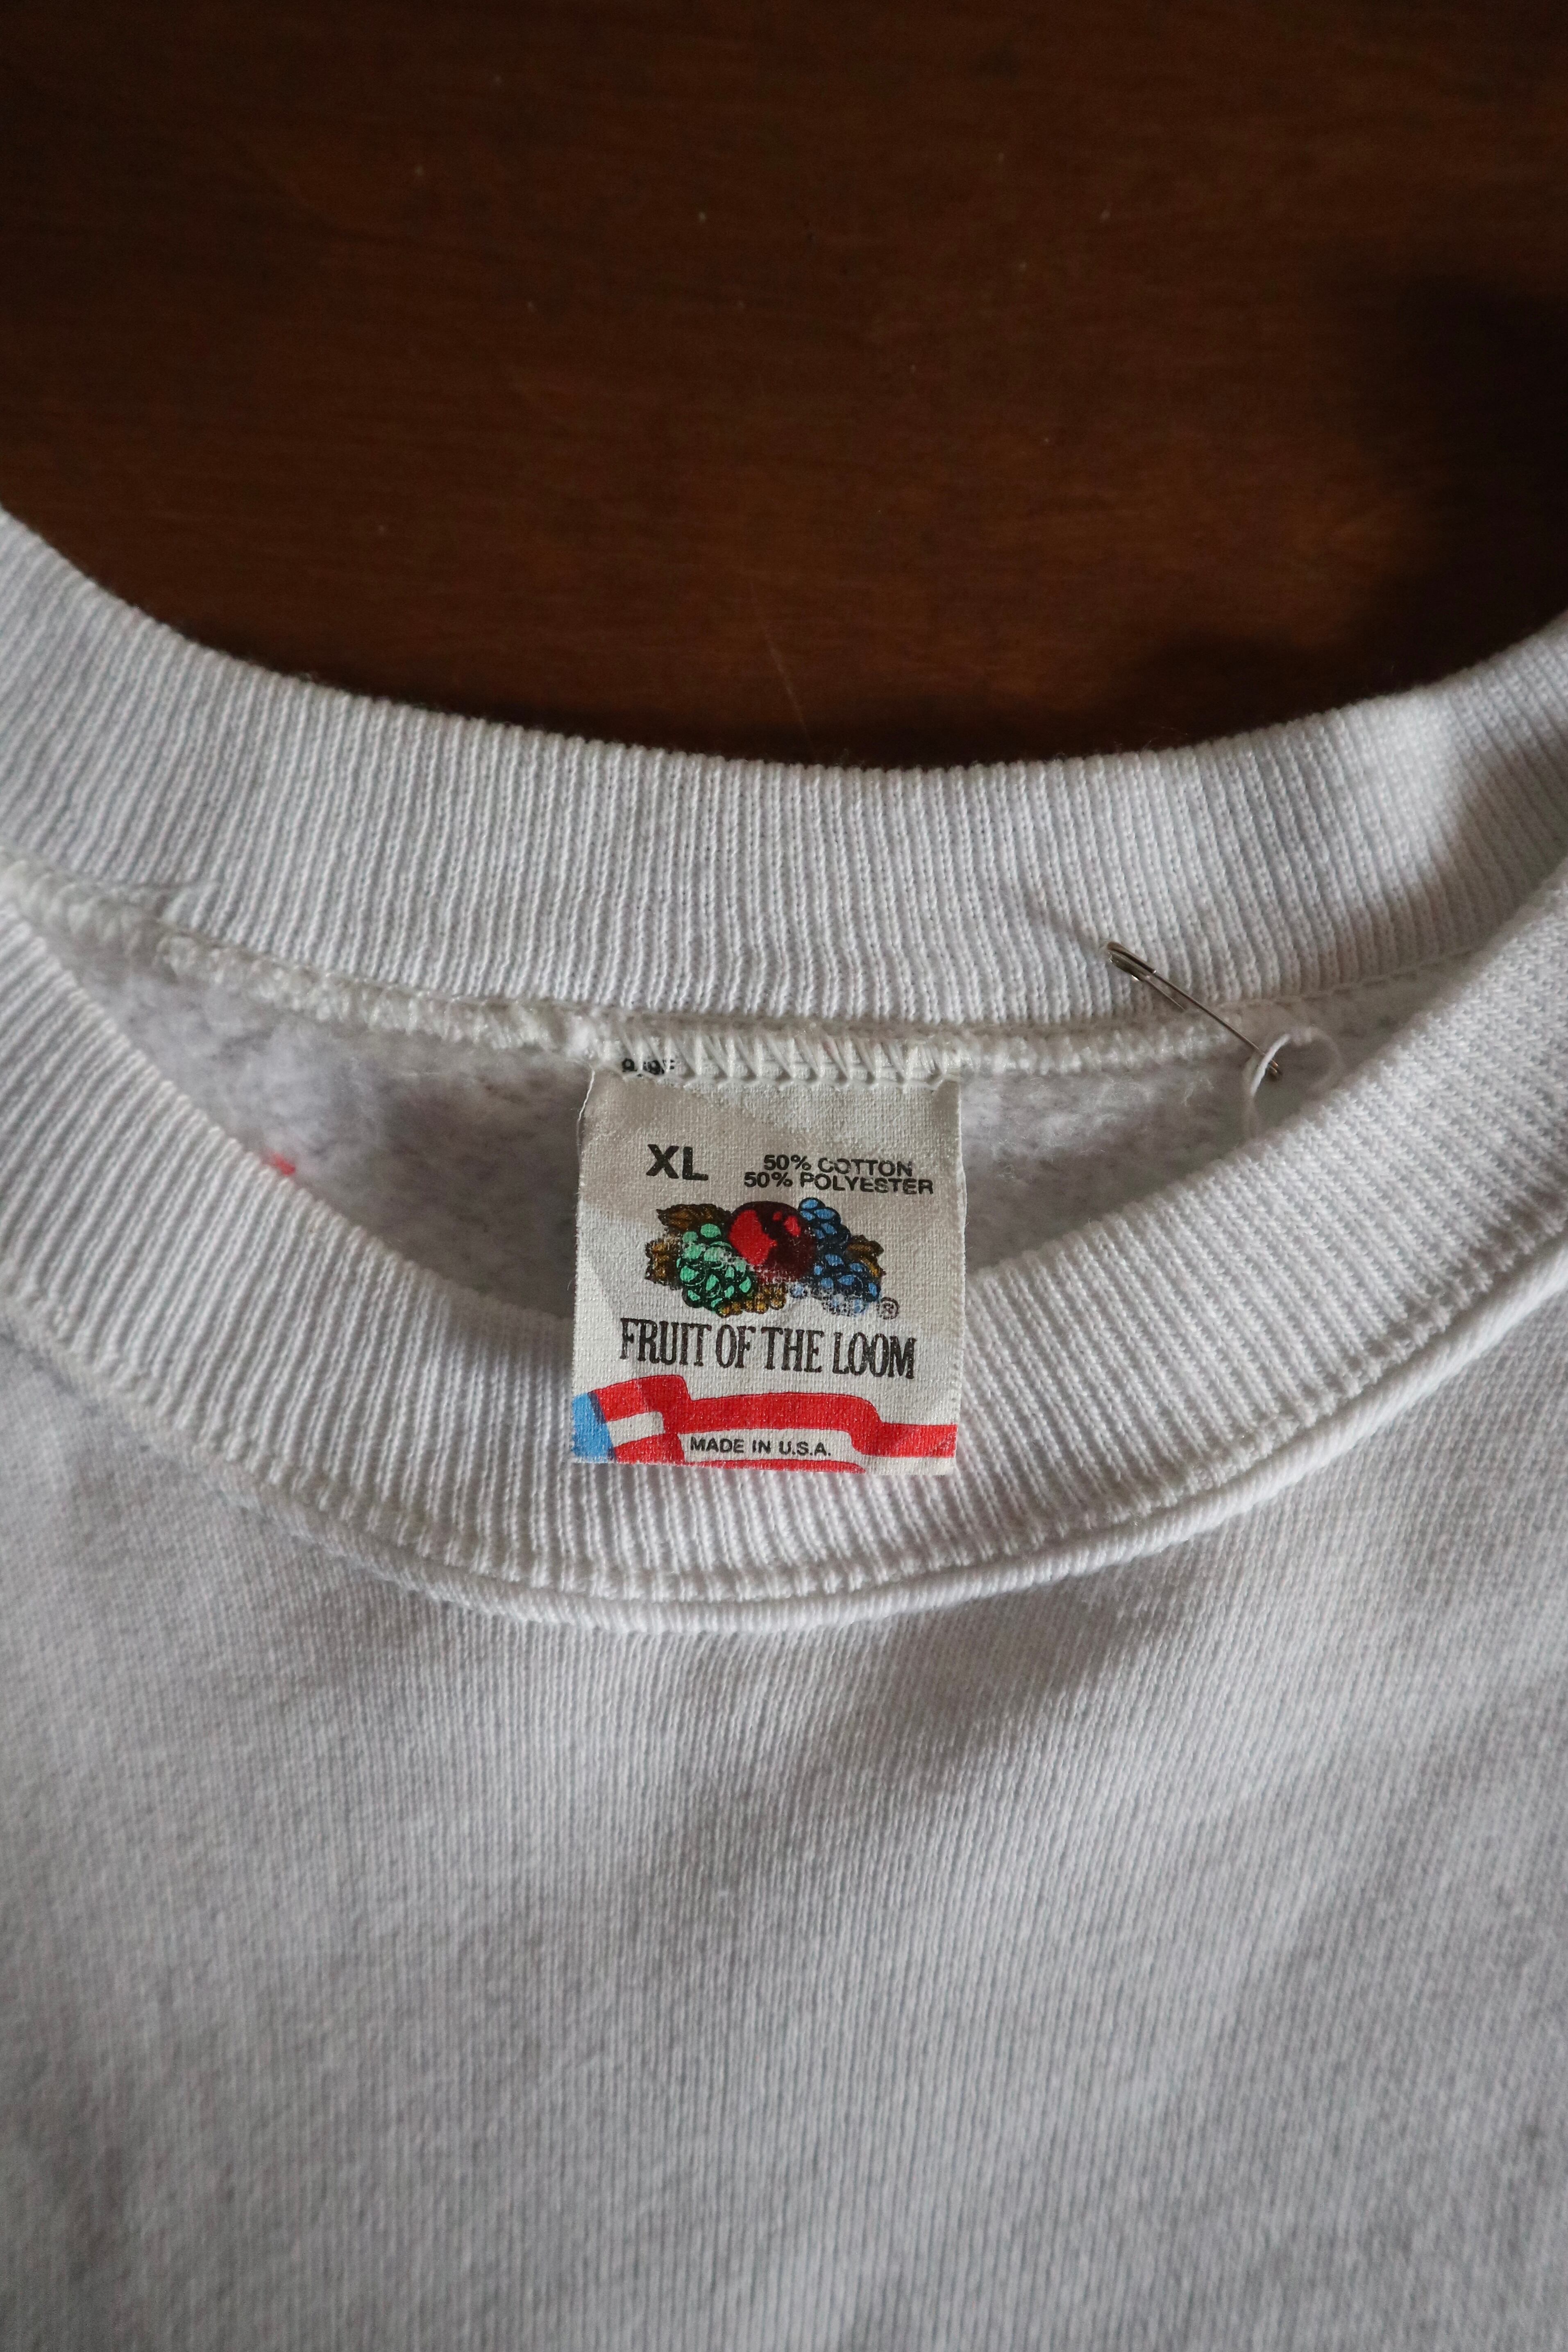 XL
50% COTTON
50% POLYESTER
®
FRUIT OF THE LOOM
MADE IN U.S.A.